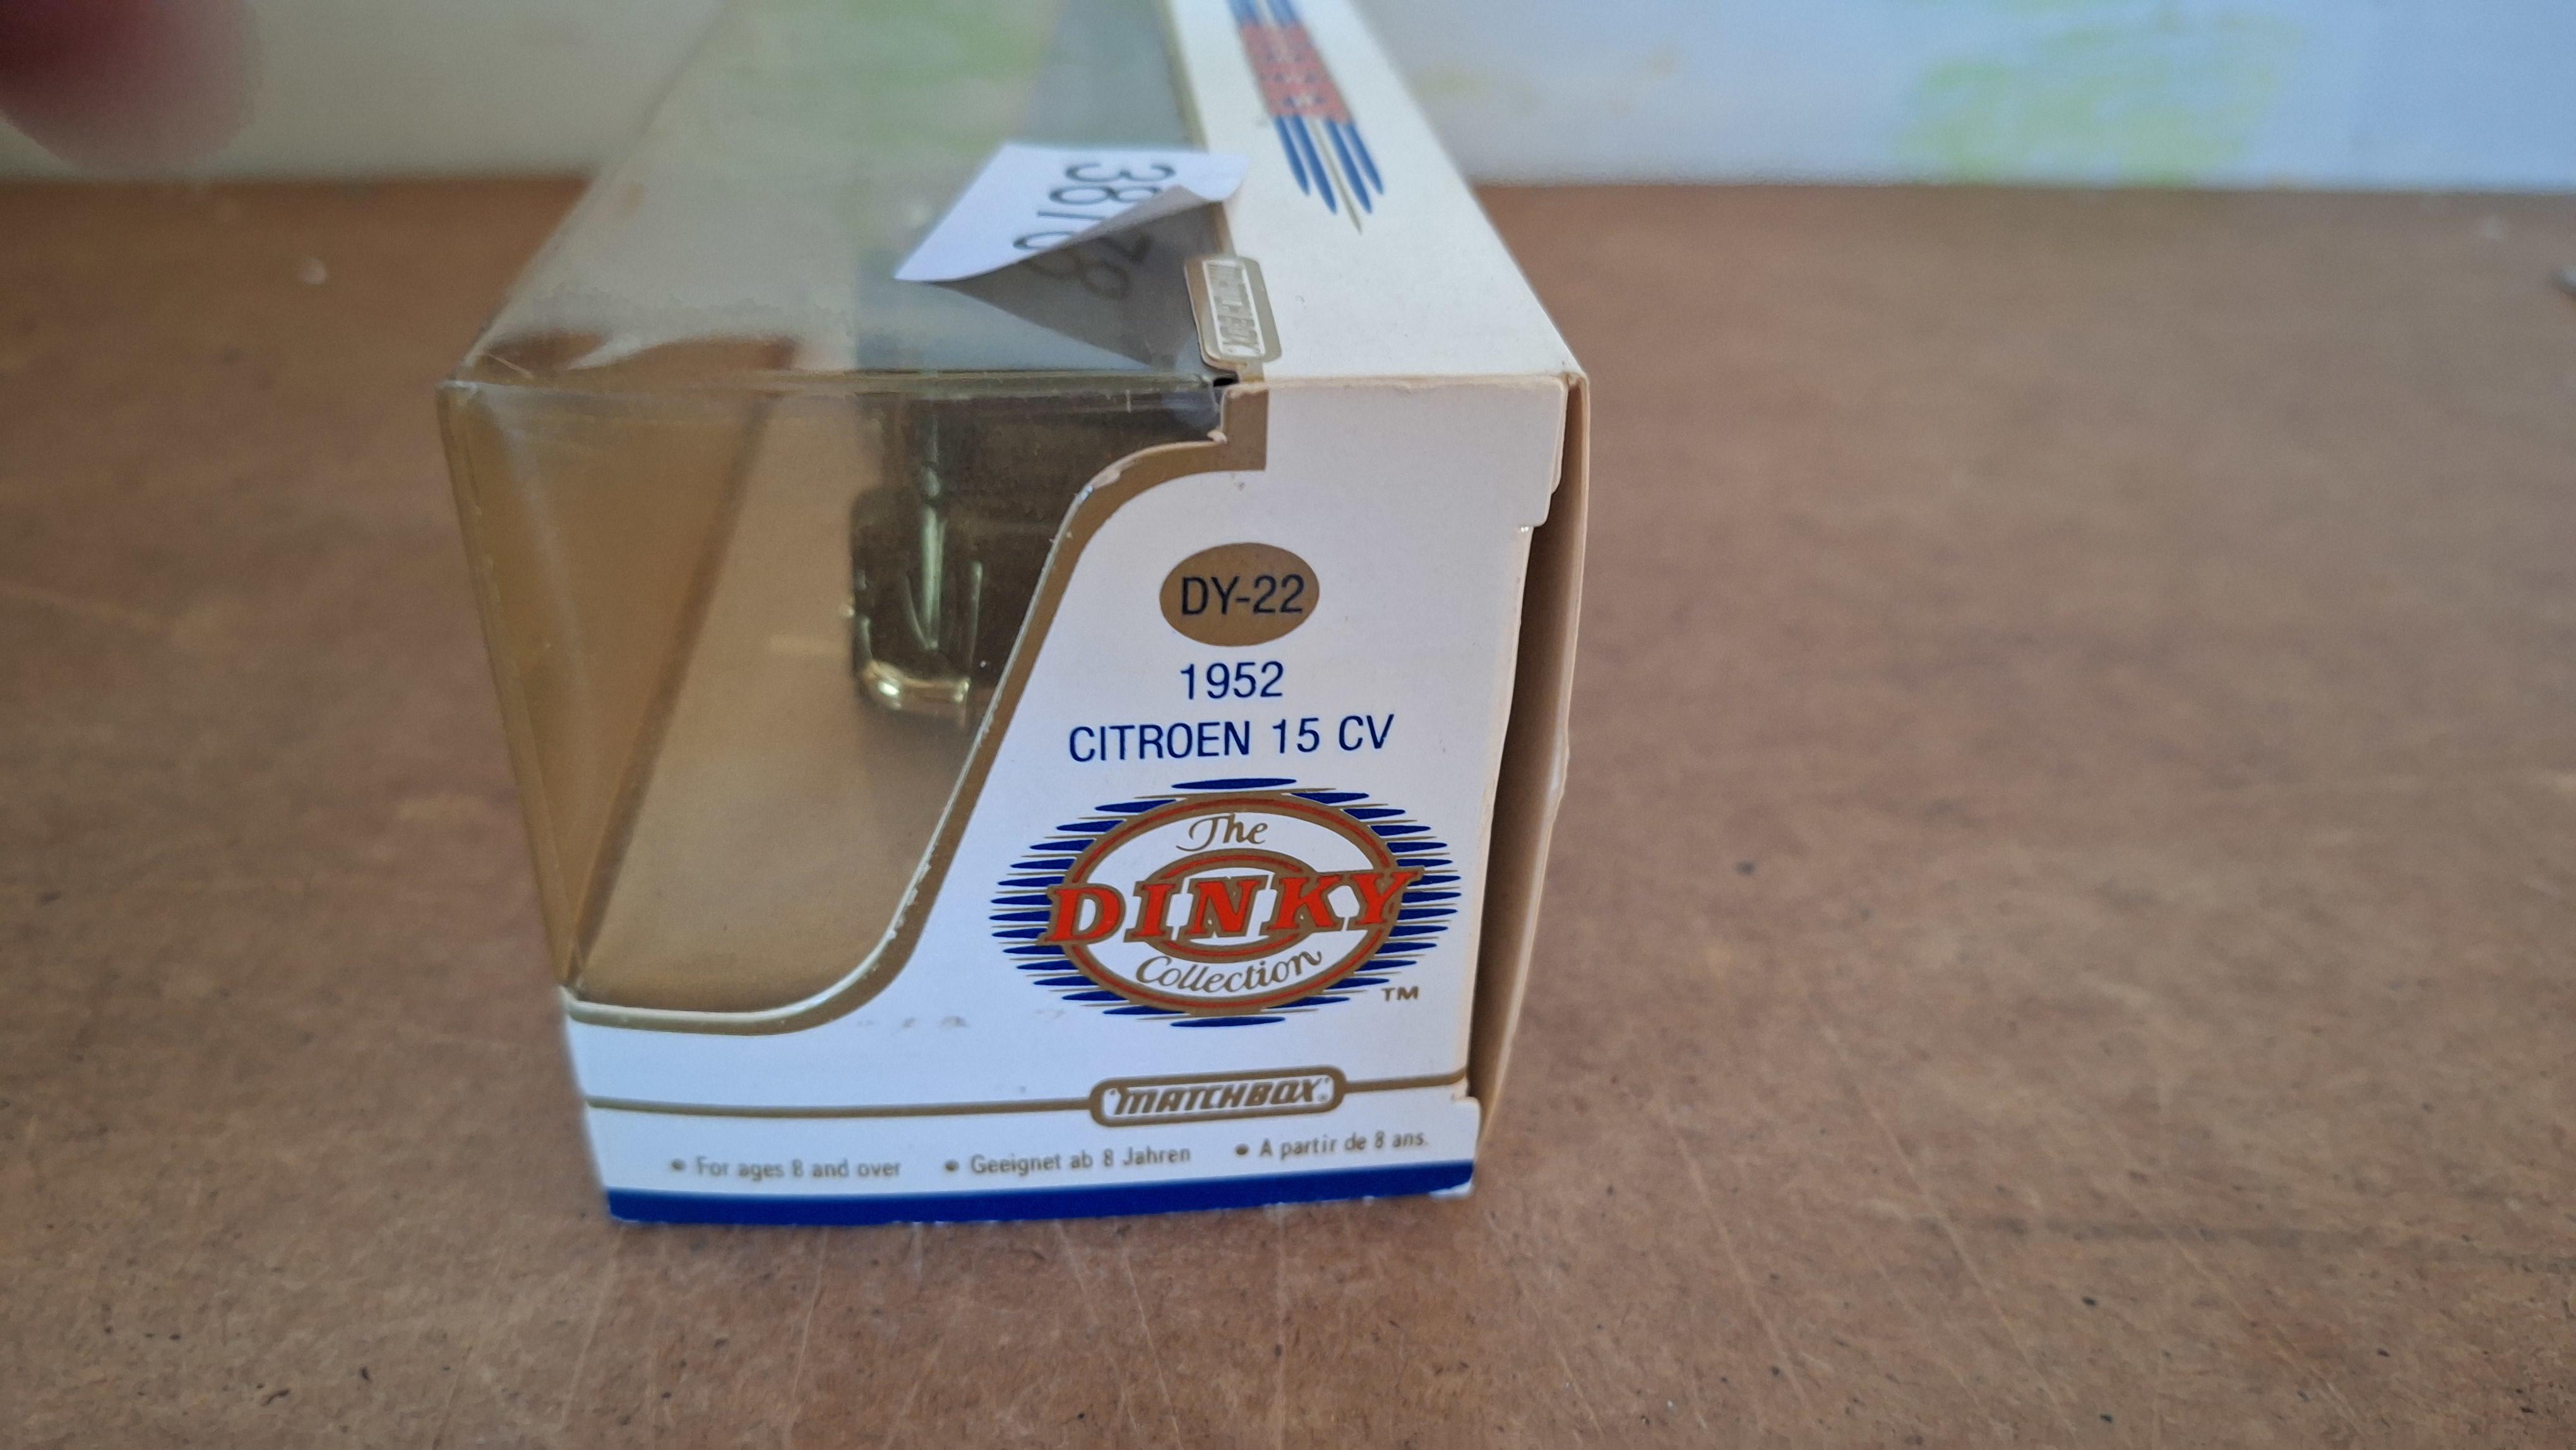 DY-22
1952
CITROEN 15 CV
The
DINKY
Collection
TM
MATCHBOX
• For ages 8 and over • Geeignet ab 8 Jahren • A partir de 8 ans.
MATCHBOX